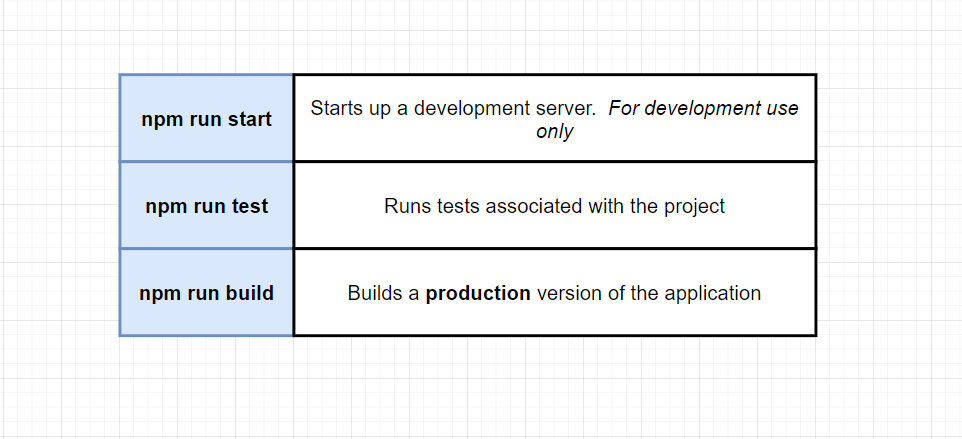 npm run start
Starts up a development server.  For development use
only
npm run test
Runs tests associated with the project
npm run build
Builds a production version of the application